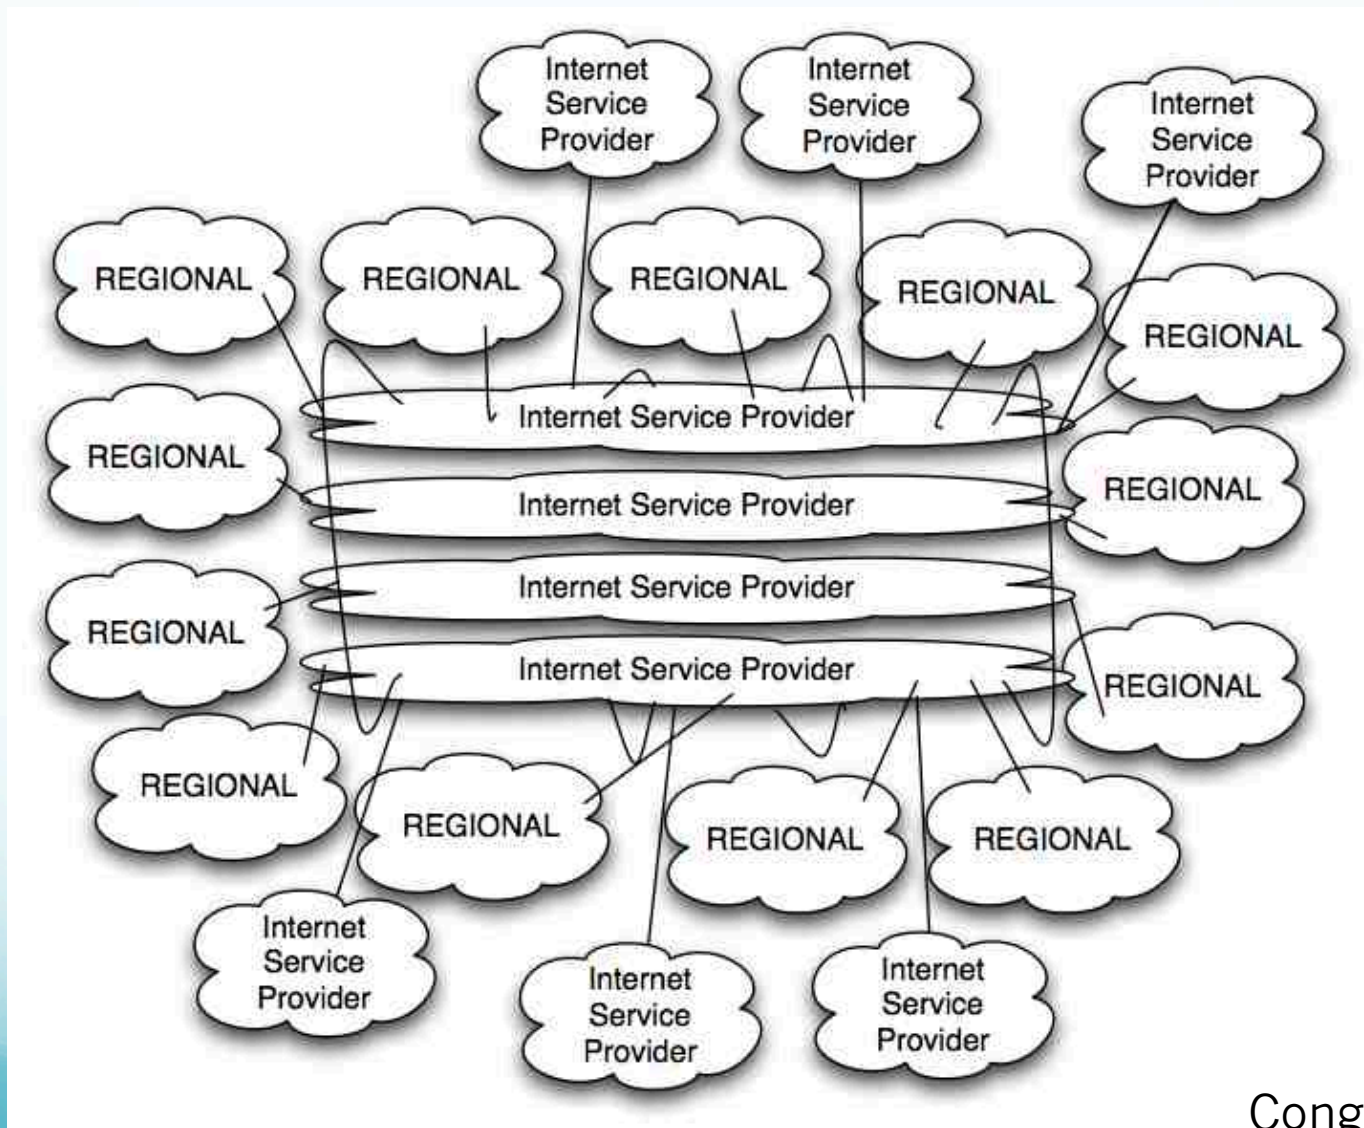 Internet
Service
Provider
Internet
Service
Provider
Internet
Service
Provider
REGIONAL
REGIONAL
REGIONAL
REGIONAL
REGIONAL
Internet Service Provider
REGIONAL
REGIONAL
Internet Service Provider
Internet Service Provider
REGIONAL
Internet Service Provider
REGIONAL
REGIONAL
REGIONAL
REGIONAL
REGIONAL
Internet
Service
Provider
Internet
Service
Provider
Internet
Service
Provider
Cong